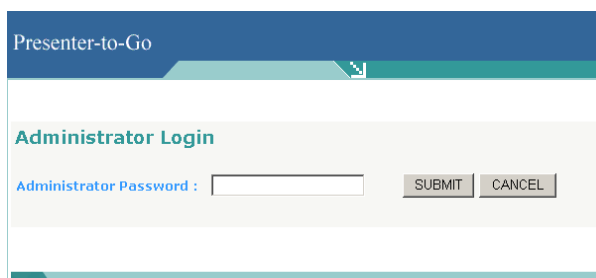 Presenter-to-Go
Administrator Login
Administrator Password :
SUBMIT CANCEL